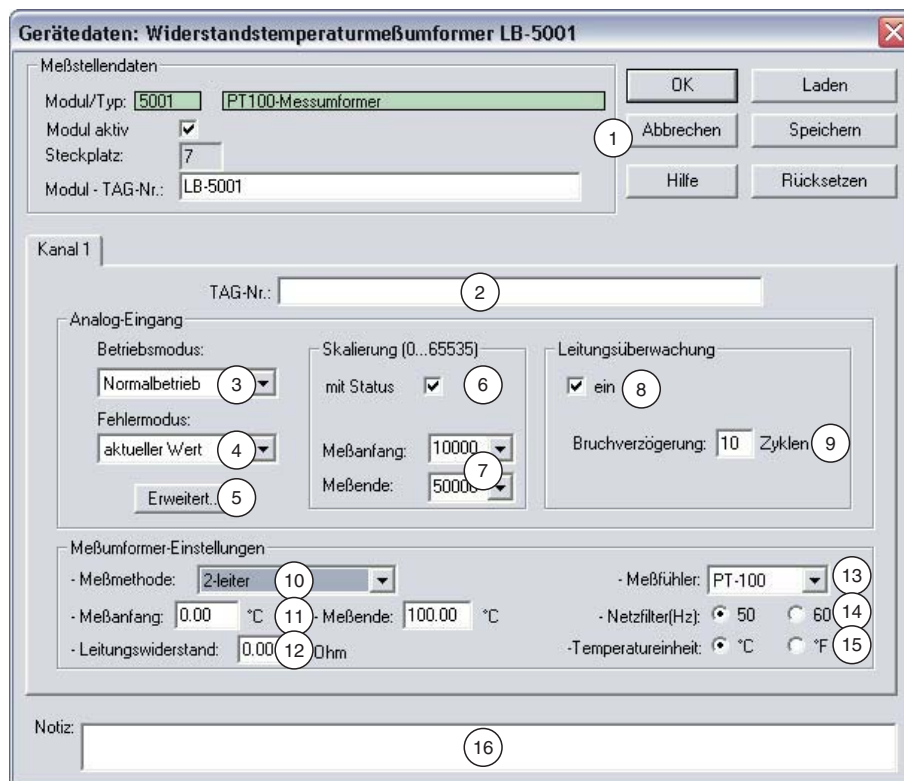 Gerätedaten: Widerstandstemperaturmeßumformer LB-5001
Meßstellendaten
Modul/Typ: 5001 PT100-Messumformer
Modul aktiv
Steckplatz: 7
Modul - TAG-Nr.: LB-5001
OK Laden
1 Abbrechen Speichern
Hilfe Rücksetzen
Kanal 1
TAG-Nr.: 2
Analog-Eingang
Betriebsmodus:
Normalbetrieb 3
Fehlermodus:
aktueller Wert 4
Erweitert.. 5
Skalierung (0...65535)
mit Status 6
Meßanfang: 10000
7
Meßende: 50000
Leitungsüberwachung
ein 8
Bruchverzögerung: 10 Zyklen 9
Meßumformer-Einstellungen
- Meßmethode: 2-leiter 10 - Meßfühler: PT-100 13
- Meßanfang: 0.00 °C 11 - Meßende: 100.00 °C - Netzfilter(Hz): 50 60 14
- Leitungswiderstand: 0.00 12 Ohm -Temperatureinheit: °C °F 15
Notiz: 16